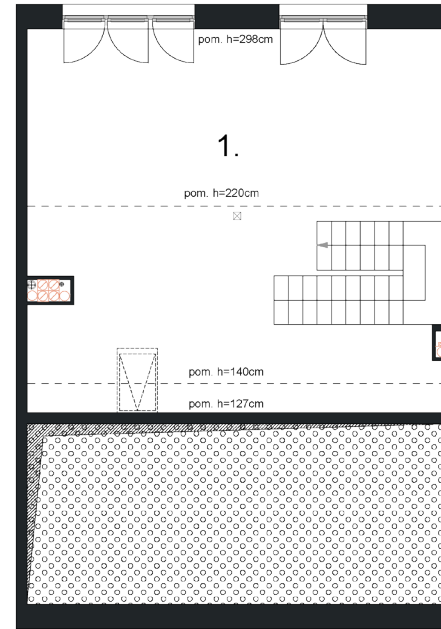 pom. h=298cm
1.
pom. h=220cm
pom. h=140cm
pom. h=127cm